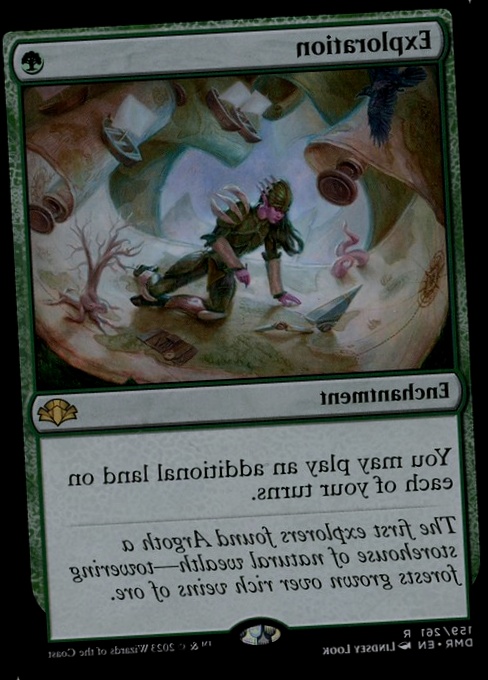 Exploration
Enchantment
You may play an additional land on
each of your turns.
The first explorers found Argoth a
storehouse of natural wealth—towering
forests grown over rich veins of ore.
159/261 R
DMR • EN LINDSEY LOOK
™ & © 2023 Wizards of the Coast